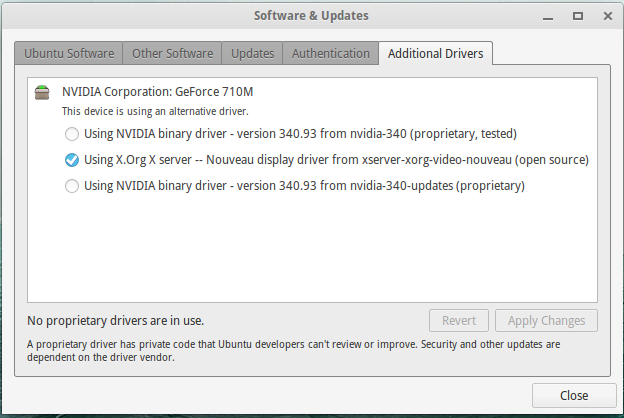 Software & Updates
Ubuntu Software
Other Software
Updates
Authentication
Additional Drivers
NVIDIA Corporation: GeForce 710M
This device is using an alternative driver.
Using NVIDIA binary driver - version 340.93 from nvidia-340 (proprietary, tested)
Using X.Org X server -- Nouveau display driver from xserver-xorg-video-nouveau (open source)
Using NVIDIA binary driver - version 340.93 from nvidia-340-updates (proprietary)
No proprietary drivers are in use.
Revert
Apply Changes
A proprietary driver has private code that Ubuntu developers can't review or improve. Security and other updates are
dependent on the driver vendor.
Close